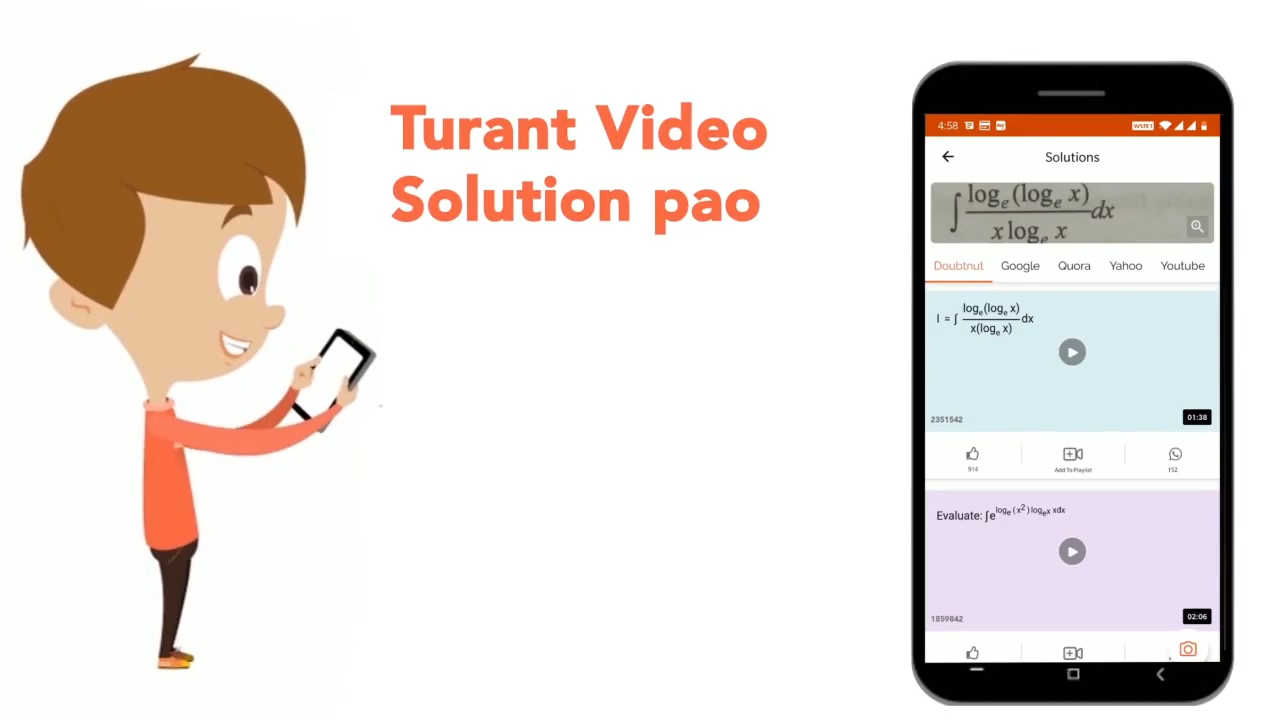 Turant Video
Solution pao
4:58
Solutions
∫ logₑ(logₑ x) / x logₑ x dx
Doubtnut Google Quora Yahoo Youtube
I = ∫ logₑ(logₑ x) / x(logₑ x) dx
2351542 01:38
914 Add To Playlist 152
Evaluate: ∫e^logₑ(x²)logₑx xdx
1859842 02:06